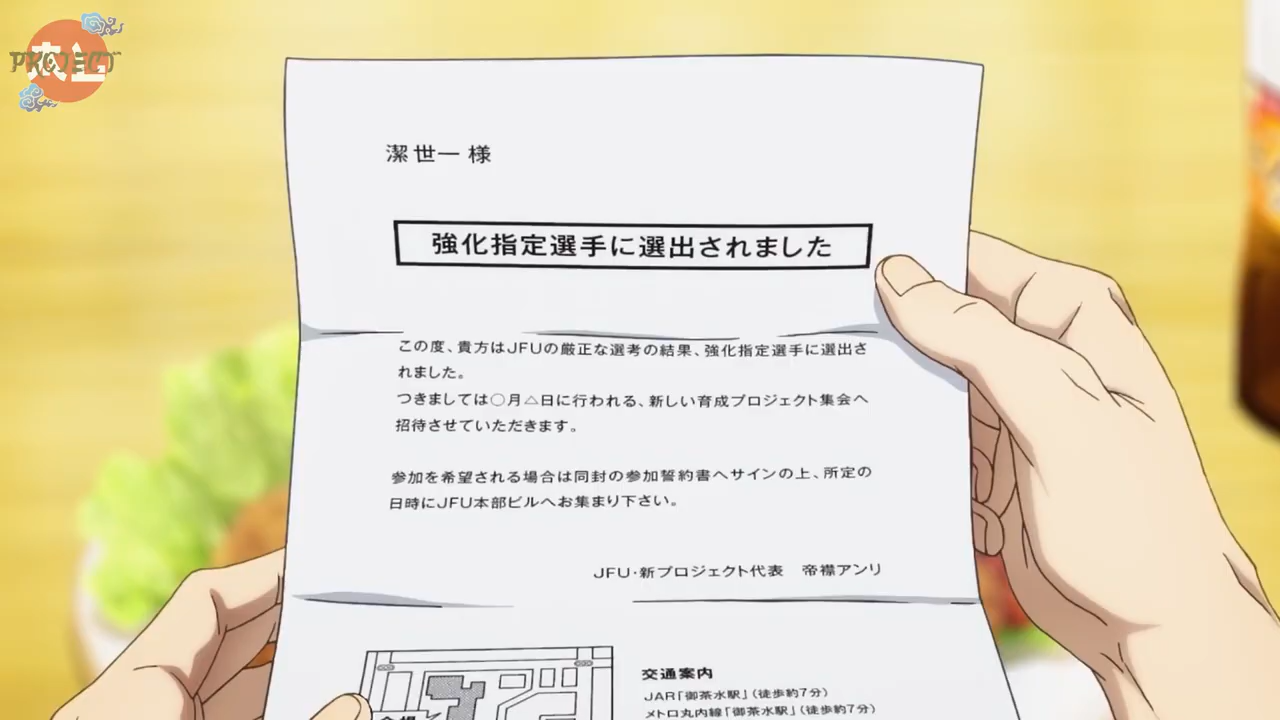 PROJECT
潔 世一 様
強化指定選手に選出されました
この度、貴方はJFUの厳正な選考の結果、強化指定選手に選出さ
れました。
つきましては○月△日に行われる、新しい育成プロジェクト集会へ
招待させていただきます。
参加を希望される場合は同封の参加誓約書へサインの上、所定の
日時にJFU本部ビルへお集まり下さい。
JFU・新プロジェクト代表 帝襟アンリ
会場
交通案内
JAR「御茶水駅」(徒歩約7分)
メトロ丸内線「御茶水駅」(徒歩約7分)